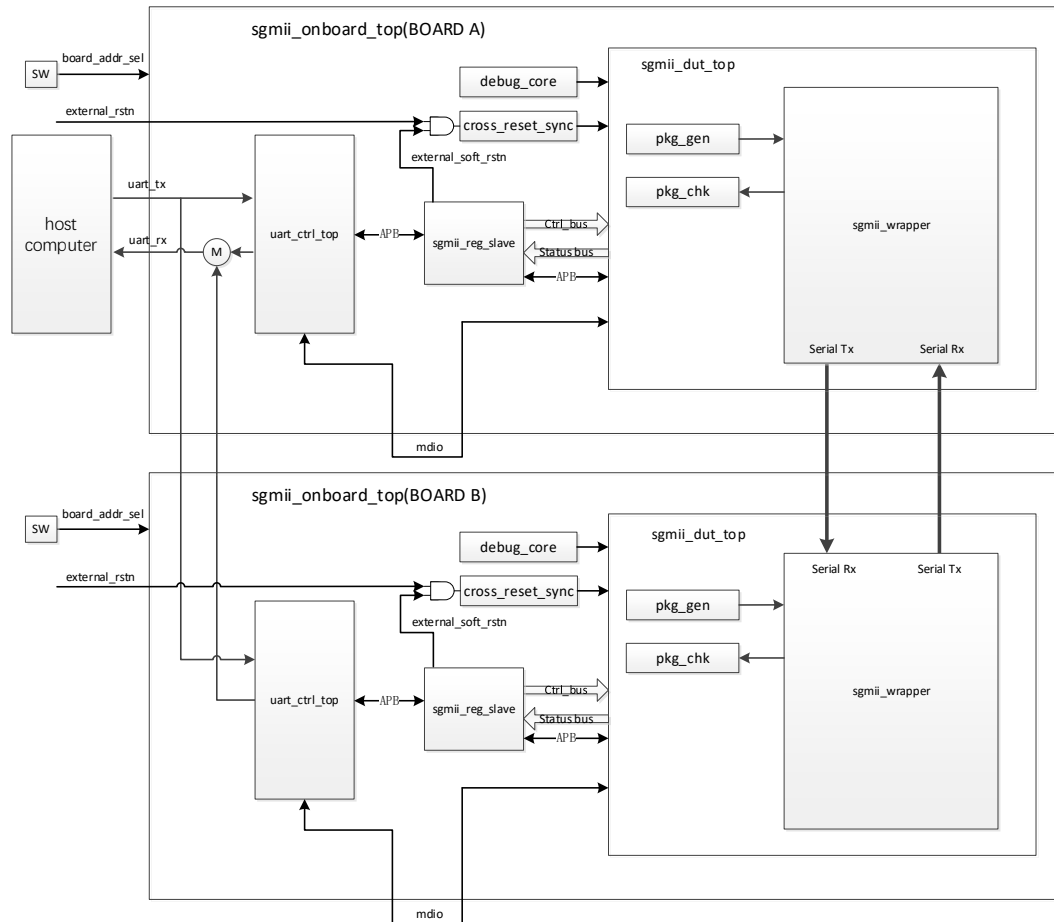 sgmii_onboard_top(BOARD A)
board_addr_sel
SW
sgmii_dut_top
debug_core
external_rstn
cross_reset_sync
pkg_gen
external_soft_rstn
uart_tx
pkg_chk
host
computer
uart_rx
M
uart_ctrl_top
APB
sgmii_reg_slave
Ctrl_bus
Status bus
APB
sgmii_wrapper
Serial Tx
Serial Rx
mdio
sgmii_onboard_top(BOARD B)
board_addr_sel
SW
sgmii_dut_top
debug_core
Serial Rx
Serial Tx
external_rstn
cross_reset_sync
pkg_gen
external_soft_rstn
pkg_chk
uart_ctrl_top
APB
sgmii_reg_slave
Ctrl_bus
Status bus
APB
sgmii_wrapper
mdio